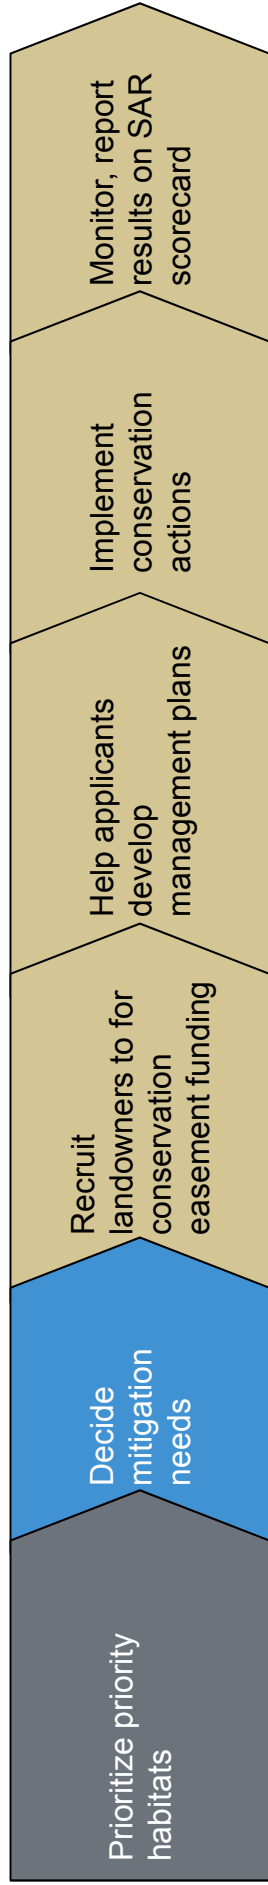 Prioritize priority
habitats
Decide
mitigation
needs
Recruit
landowners to for
conservation
easement funding
Help applicants
develop
management plans
Implement
conservation
actions
Monitor, report
results on SAR
scorecard